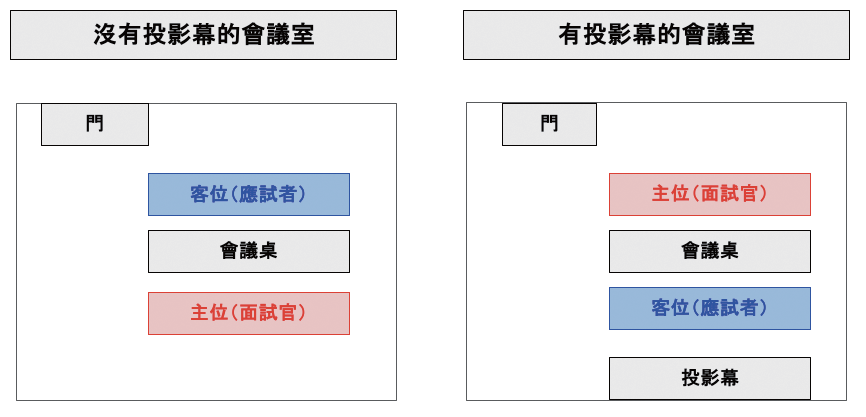 沒有投影幕的會議室
門
客位(應試者)
會議桌
主位(面試官)
有投影幕的會議室
門
主位(面試官)
會議桌
客位(應試者)
投影幕